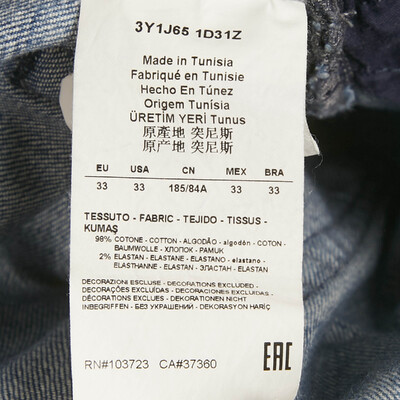 3Y1J65 1D31Z
Made in Tunisia
Fabriqué en Tunisie
Hecho En Túnez
Origem Tunísia
ÜRETİM YERİ Tunus
原產地 突尼斯
原产地 突尼斯
EU USA CN MEX BRA
33 33 185/84A 33 33
TESSUTO - FABRIC - TEJIDO - TISSUS -
KUMAŞ
98% COTONE - COTTON - ALGODÃO - algodón - COTON
- BAUMWOLLE - ХЛОПОК - PAMUK
2% ELASTAN - ELASTANE - ELASTANO - elastano -
ELASTHANNE - ELASTAN - ЭЛАСТАН - ELASTAN
DECORAZIONI ESCLUSE - DECORATIONS EXCLUDED -
DECORAÇÕES EXCLUÍDAS - DECORACIONES EXCLUIDAS
- DÉCORATIONS EXCLUES - DEKORATIONEN NICHT
INBEGRIFFEN - БЕЗ УКРАШЕНИЙ - DEKORASYON HARİÇ
RN#103723 CA#37360 EAC